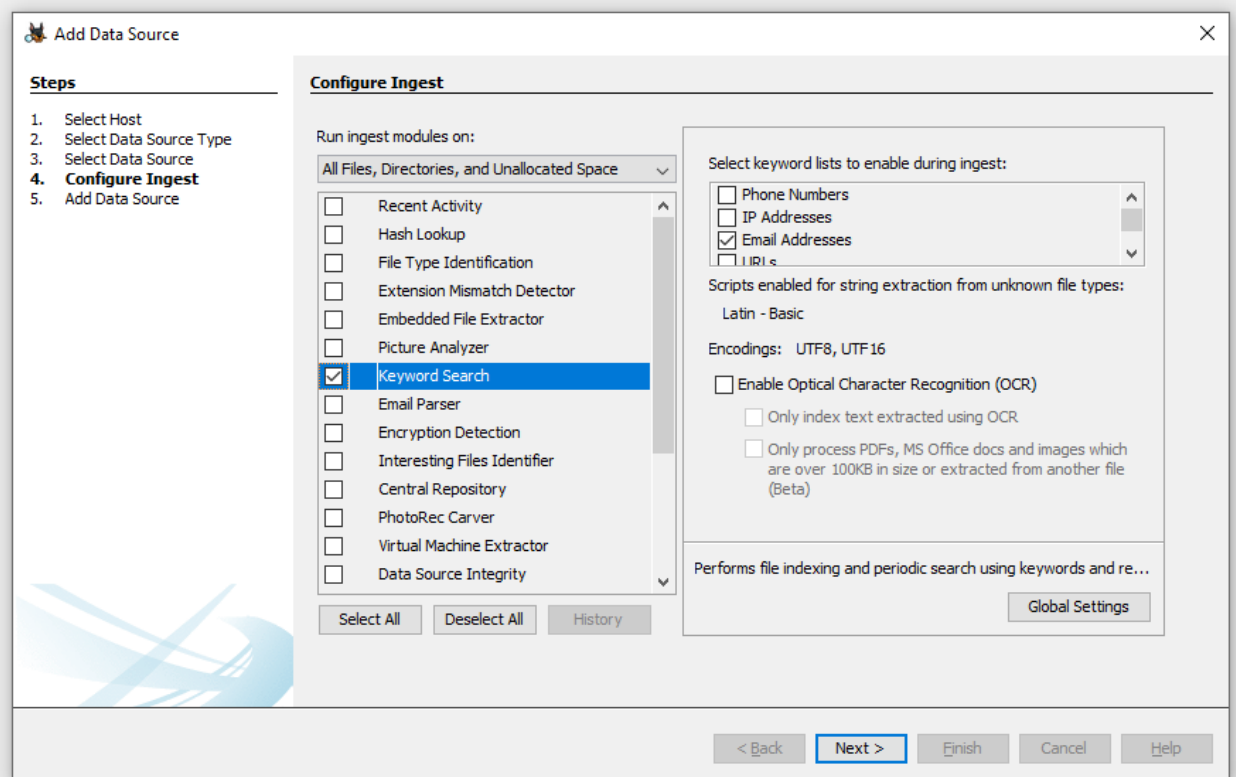 Add Data Source
Steps
1. Select Host
2. Select Data Source Type
3. Select Data Source
4. Configure Ingest
5. Add Data Source
Configure Ingest
Run ingest modules on:
All Files, Directories, and Unallocated Space
Recent Activity
Hash Lookup
File Type Identification
Extension Mismatch Detector
Embedded File Extractor
Picture Analyzer
Keyword Search
Email Parser
Encryption Detection
Interesting Files Identifier
Central Repository
PhotoRec Carver
Virtual Machine Extractor
Data Source Integrity
Select All Deselect All History
Select keyword lists to enable during ingest:
Phone Numbers
IP Addresses
Email Addresses
URLs
Scripts enabled for string extraction from unknown file types:
Latin - Basic
Encodings: UTF8, UTF16
Enable Optical Character Recognition (OCR)
Only index text extracted using OCR
Only process PDFs, MS Office docs and images which
are over 100KB in size or extracted from another file
(Beta)
Performs file indexing and periodic search using keywords and re...
Global Settings
< Back Next > Finish Cancel Help